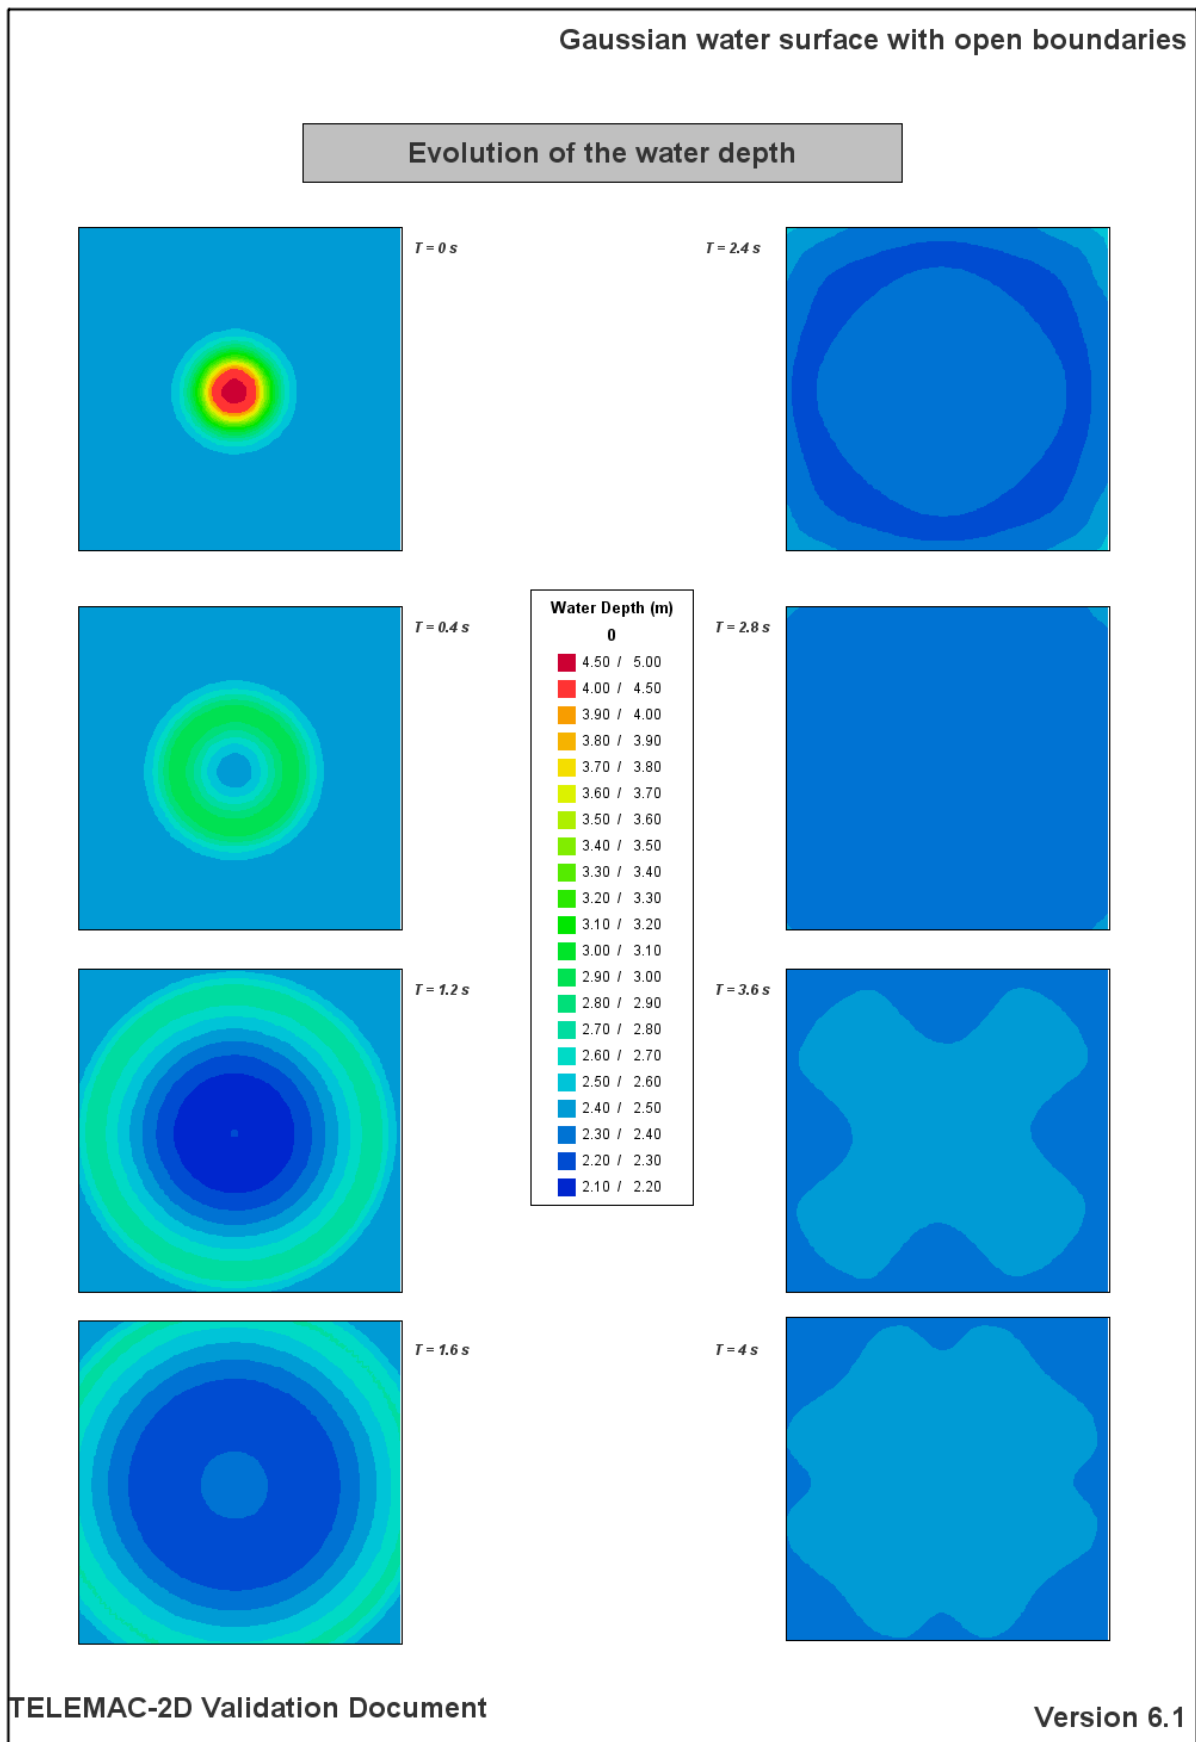 Gaussian water surface with open boundaries
Evolution of the water depth
T = 0 s
T = 2.4 s
T = 0.4 s
T = 2.8 s
T = 1.2 s
T = 3.6 s
T = 1.6 s
T = 4 s
Water Depth (m)
0
4.50 / 5.00
4.00 / 4.50
3.90 / 4.00
3.80 / 3.90
3.70 / 3.80
3.60 / 3.70
3.50 / 3.60
3.40 / 3.50
3.30 / 3.40
3.20 / 3.30
3.10 / 3.20
3.00 / 3.10
2.90 / 3.00
2.80 / 2.90
2.70 / 2.80
2.60 / 2.70
2.50 / 2.60
2.40 / 2.50
2.30 / 2.40
2.20 / 2.30
2.10 / 2.20
TELEMAC-2D Validation Document
Version 6.1